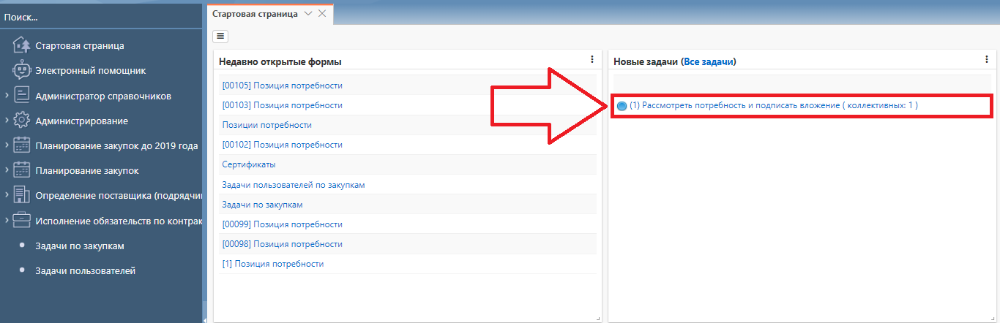 Поиск...
Стартовая страница
Электронный помощник
Администратор справочников
Администрирование
Планирование закупок до 2019 года
Планирование закупок
Определение поставщика (подрядчи
Исполнение обязательств по контрак
Задачи по закупкам
Задачи пользователей
Стартовая страница
Недавно открытые формы
[00105] Позиция потребности
[00103] Позиция потребности
Позиции потребности
[00102] Позиция потребности
Сертификаты
Задачи пользователей по закупкам
Задачи по закупкам
[00099] Позиция потребности
[00098] Позиция потребности
[1] Позиция потребности
Новые задачи (Все задачи)
(1) Рассмотреть потребность и подписать вложение ( коллективных: 1 )